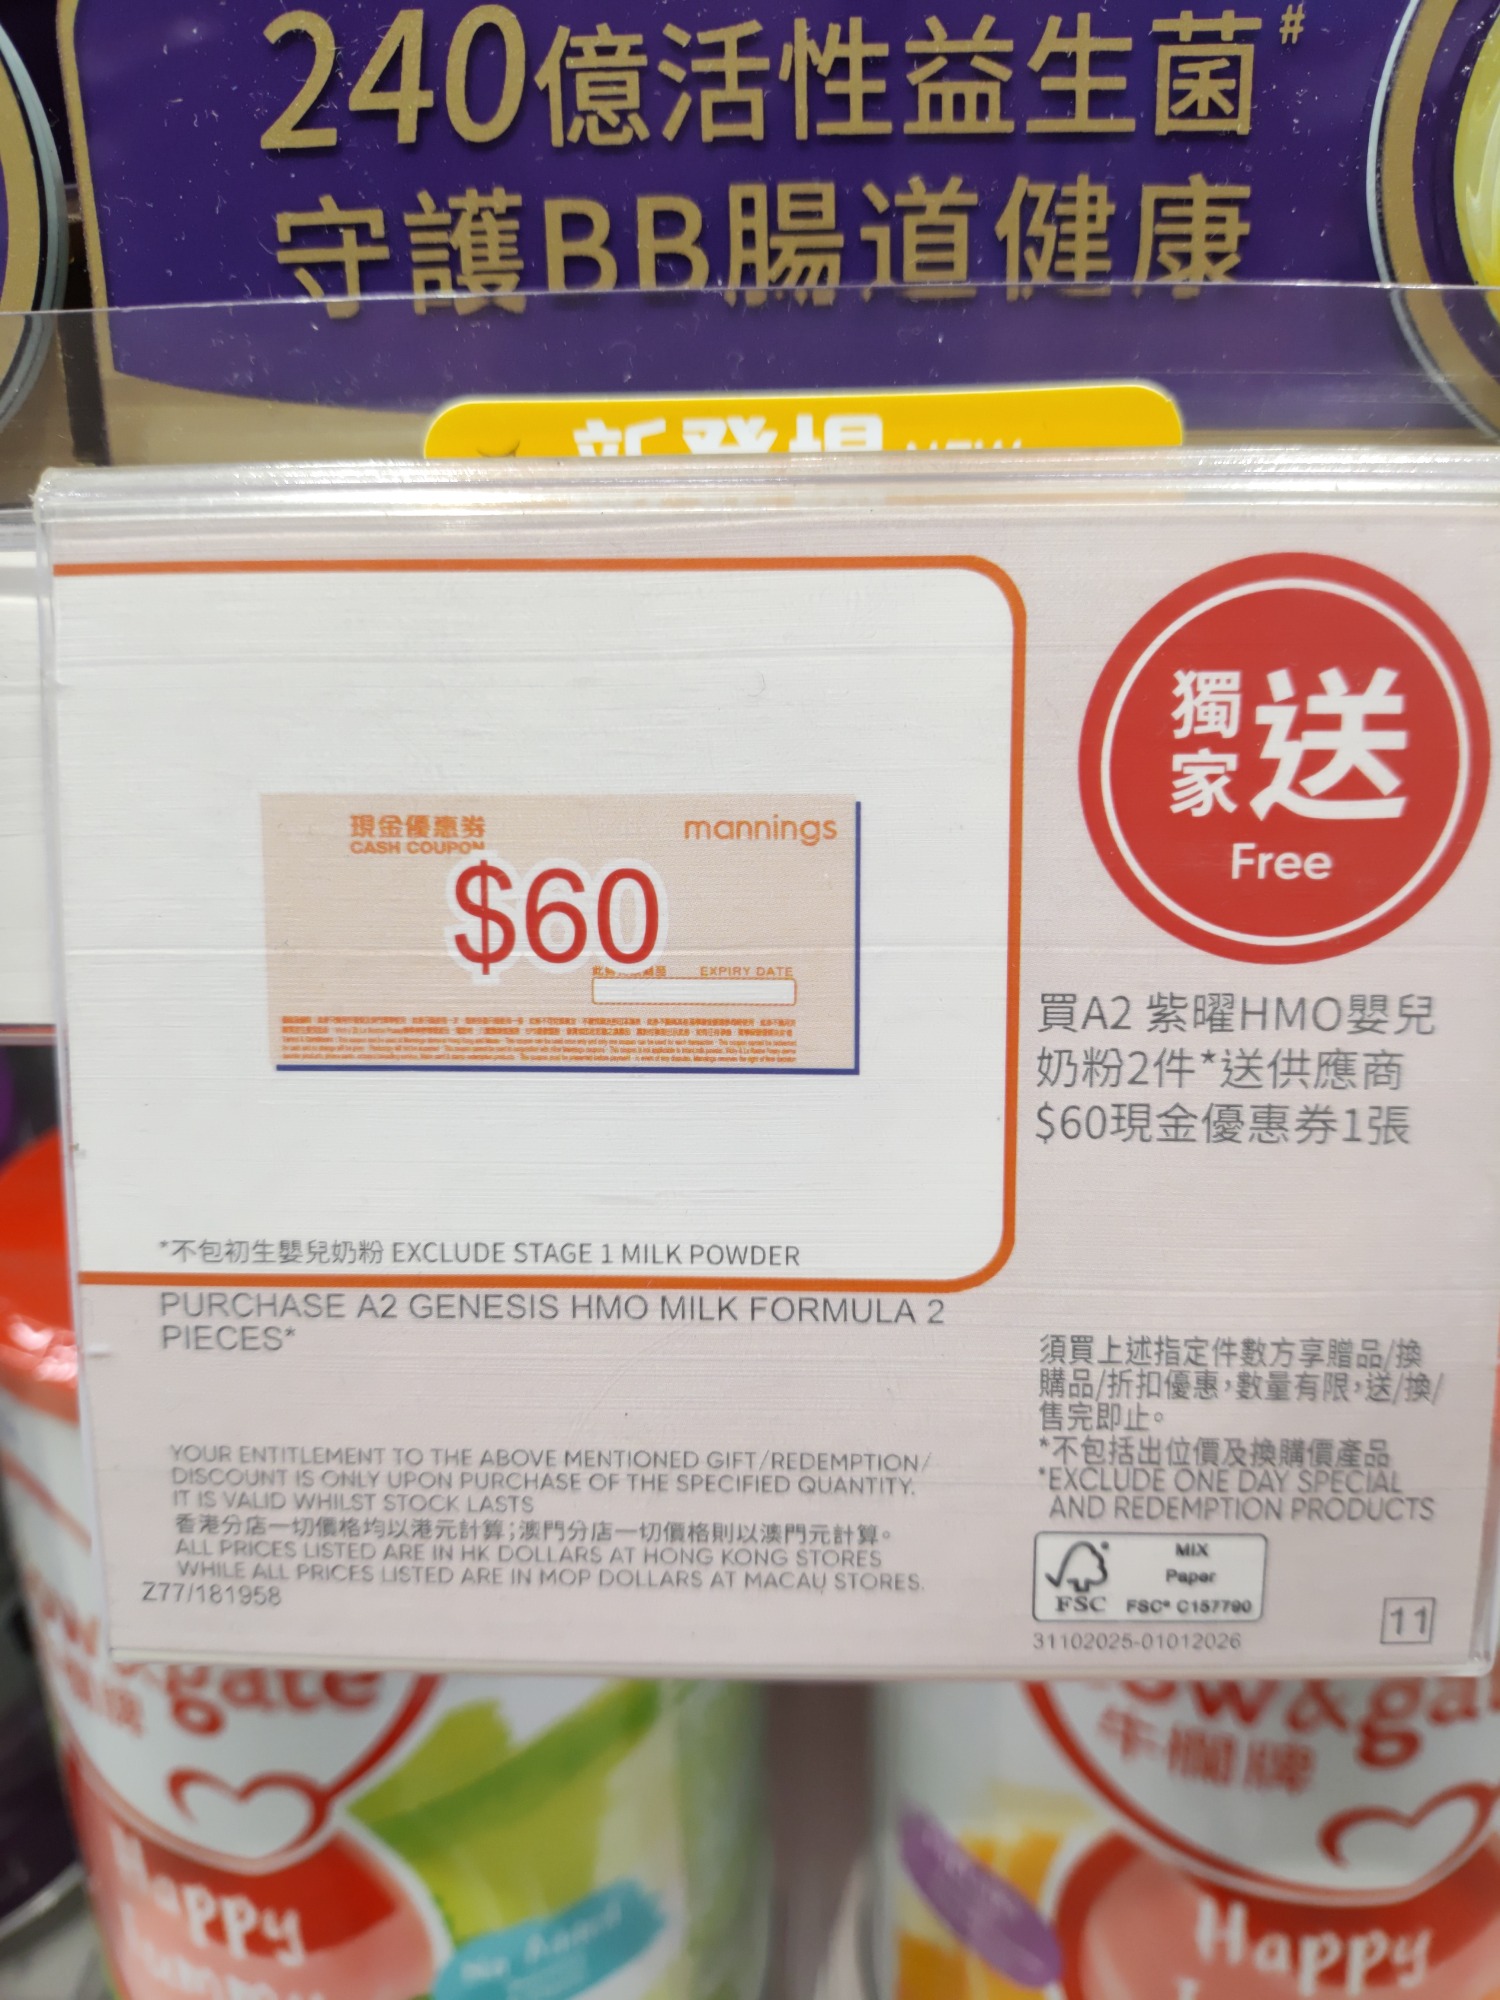 240億活性益生菌#
守護BB腸道健康
新登場 NEW
獨家送
Free
現金優惠券
CASH COUPON
mannings
$60
EXPIRY DATE
買A2 紫曜HMO嬰兒
奶粉2件*送供應商
$60現金優惠券1張
*不包初生嬰兒奶粉 EXCLUDE STAGE 1 MILK POWDER
PURCHASE A2 GENESIS HMO MILK FORMULA 2
PIECES*
須買上述指定件數方享贈品/換
購品/折扣優惠，數量有限，送/換/
售完即止。
*不包括出位價及換購價產品
*EXCLUDE ONE DAY SPECIAL
AND REDEMPTION PRODUCTS
YOUR ENTITLEMENT TO THE ABOVE MENTIONED GIFT/REDEMPTION/
DISCOUNT IS ONLY UPON PURCHASE OF THE SPECIFIED QUANTITY.
IT IS VALID WHILST STOCK LASTS
香港分店一切價格均以港元計算；澳門分店一切價格則以澳門元計算。
ALL PRICES LISTED ARE IN HK DOLLARS AT HONG KONG STORES
WHILE ALL PRICES LISTED ARE IN MOP DOLLARS AT MACAU STORES.
Z77/181958
MIX
Paper
FSC FSC® C157790
31102025-01012026
11
&gate
牛欄牌
Happy
Happy